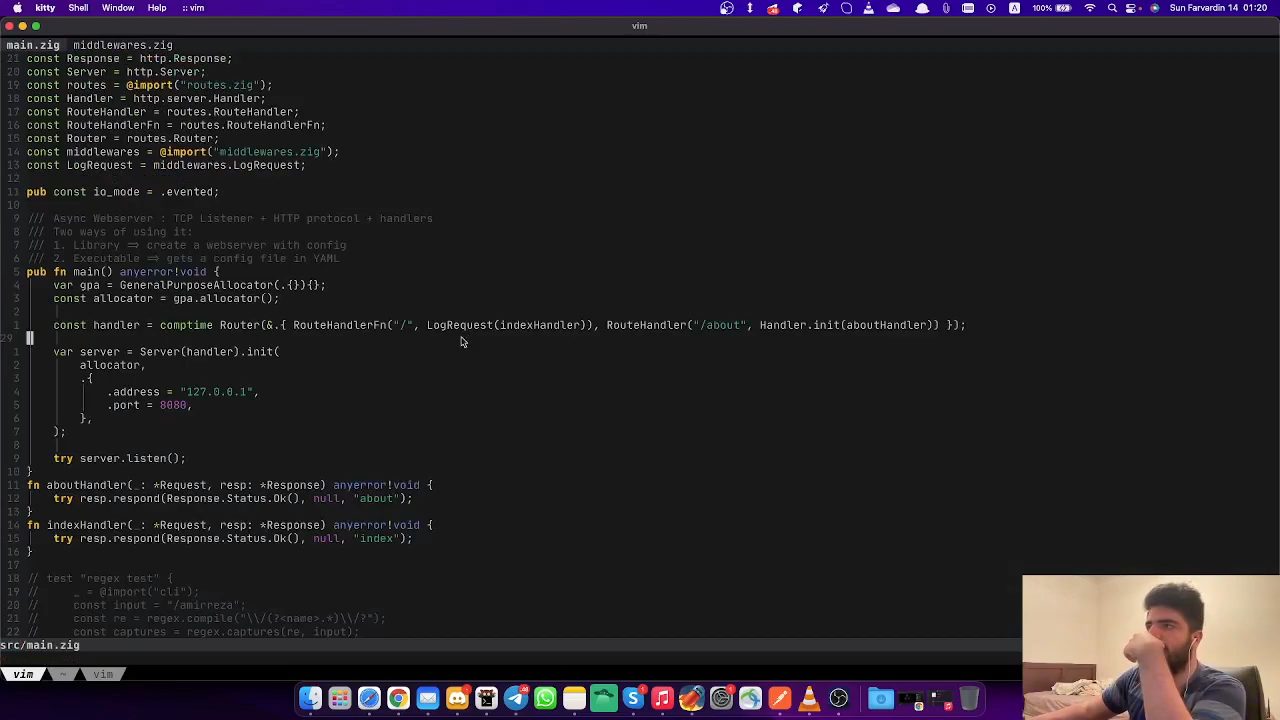 kitty Shell Window Help ::vim 100% Sun Farvardin 14 01:20
vim
main.zig middlewares.zig
21 const Response = http.Response;
20 const Server = http.Server;
19 const routes = @import("routes.zig");
18 const Handler = http.server.Handler;
17 const RouteHandler = routes.RouteHandler;
16 const RouteHandlerFn = routes.RouteHandlerFn;
15 const Router = routes.Router;
14 const middlewares = @import("middlewares.zig");
13 const LogRequest = middlewares.LogRequest;
12
11 pub const io_mode = .evented;
10
9 /// Async Webserver : TCP Listener + HTTP protocol + handlers
8 /// Two ways of using it:
7 /// 1. Library => create a webserver with config
6 /// 2. Executable => gets a config file in YAML
5 pub fn main() anyerror!void {
4 var gpa = GeneralPurposeAllocator(.{}){};
3 const allocator = gpa.allocator();
2
1 const handler = comptime Router(&.{ RouteHandlerFn("/", LogRequest(indexHandler)), RouteHandler("/about", Handler.init(aboutHandler)) });
29
1 var server = Server(handler).init(
2 allocator,
3 .{
4 .address = "127.0.0.1",
5 .port = 8080,
6 },
7 );
8
9 try server.listen();
10 }
11 fn aboutHandler(_: *Request, resp: *Response) anyerror!void {
12 try resp.respond(Response.Status.Ok(), null, "about");
13 }
14 fn indexHandler(_: *Request, resp: *Response) anyerror!void {
15 try resp.respond(Response.Status.Ok(), null, "index");
16 }
17
18 // test "regex test" {
19 // _ = @import("cli");
20 // const input = "/amirreza";
21 // const re = regex.compile("\\/(?<name>.*)\\/?");
22 // const captures = regex.captures(re, input);
src/main.zig
vim ~ vim